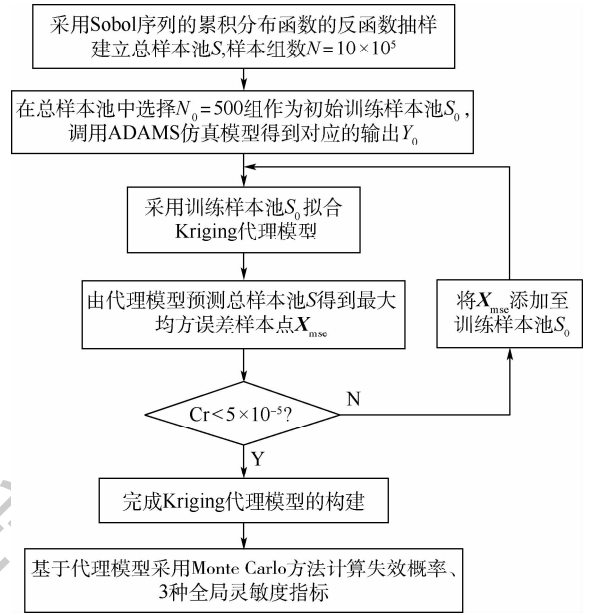 采用Sobol序列的累积分布函数的反函数抽样
建立总样本池S,样本组数N=10×10⁵
在总样本池中选择N₀=500组作为初始训练样本池S₀，
调用ADAMS仿真模型得到对应的输出Y₀
采用训练样本池S₀拟合
Kriging代理模型
由代理模型预测总样本池S得到最大
均方误差样本点Xmse
将Xmse添加至
训练样本池S₀
Cr<5×10⁻⁵?
N
Y
完成Kriging代理模型的构建
基于代理模型采用Monte Carlo方法计算失效概率、
3种全局灵敏度指标